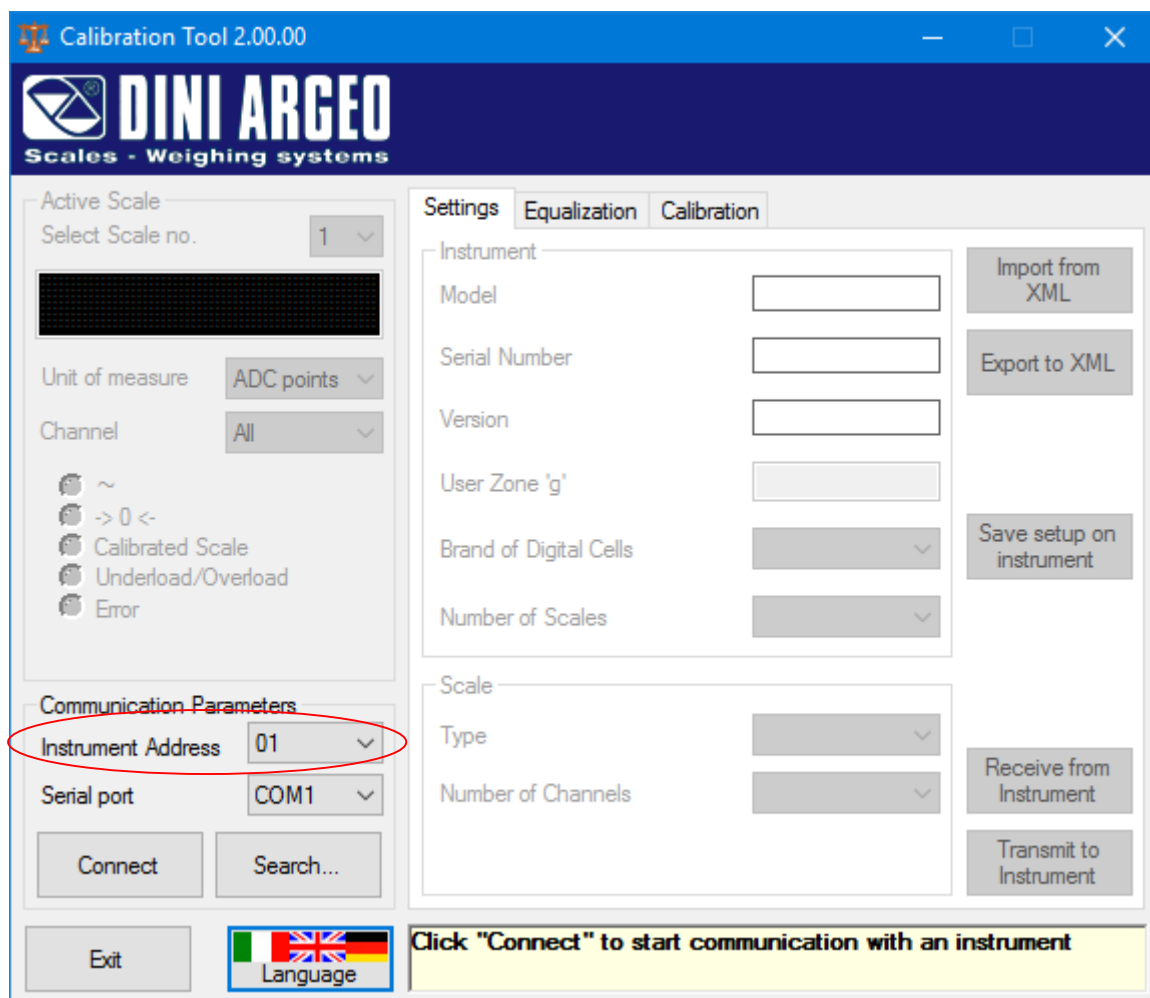 Calibration Tool 2.00.00
DINI ARGEO
®
Scales - Weighing systems
Active Scale
Select Scale no.
1
Unit of measure
ADC points
Channel
All
~
-> 0 <-
Calibrated Scale
Underload/Overload
Error
Communication Parameters
Instrument Address
01
Serial port
COM1
Connect
Search...
Exit
Language
Settings
Equalization
Calibration
Instrument
Model
Serial Number
Version
User Zone 'g'
Brand of Digital Cells
Number of Scales
Import from
XML
Export to XML
Save setup on
instrument
Scale
Type
Number of Channels
Receive from
Instrument
Transmit to
Instrument
Click "Connect" to start communication with an instrument